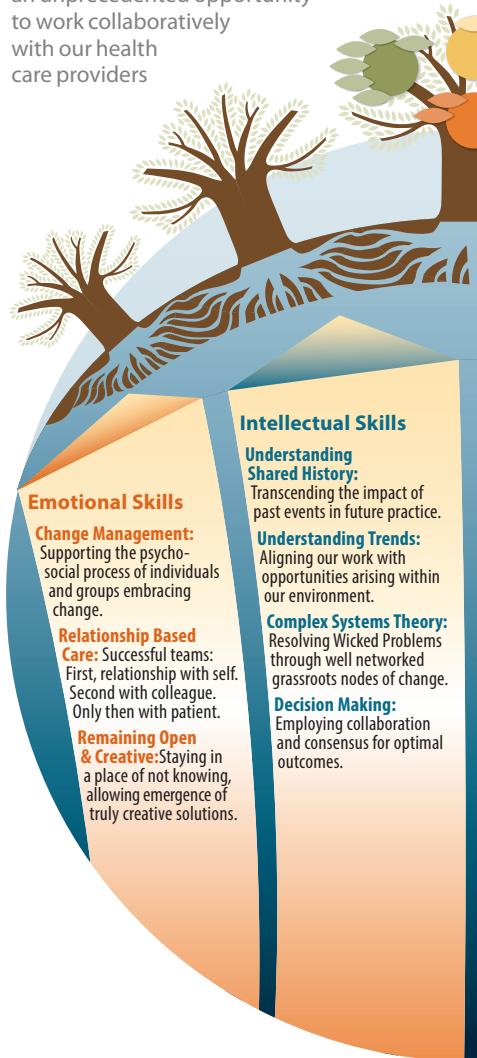 an unprecedented opportunity
to work collaboratively
with our health
care providers
Emotional Skills
Change Management:
Supporting the psycho-
social process of individuals
and groups embracing
change.
Relationship Based
Care: Successful teams:
First, relationship with self.
Second with colleague.
Only then with patient.
Remaining Open
& Creative:Staying in
a place of not knowing,
allowing emergence of
truly creative solutions.
Intellectual Skills
Understanding
Shared History:
Transcending the impact of
past events in future practice.
Understanding Trends:
Aligning our work with
opportunities arising within
our environment.
Complex Systems Theory:
Resolving Wicked Problems
through well networked
grassroots nodes of change.
Decision Making:
Employing collaboration
and consensus for optimal
outcomes.